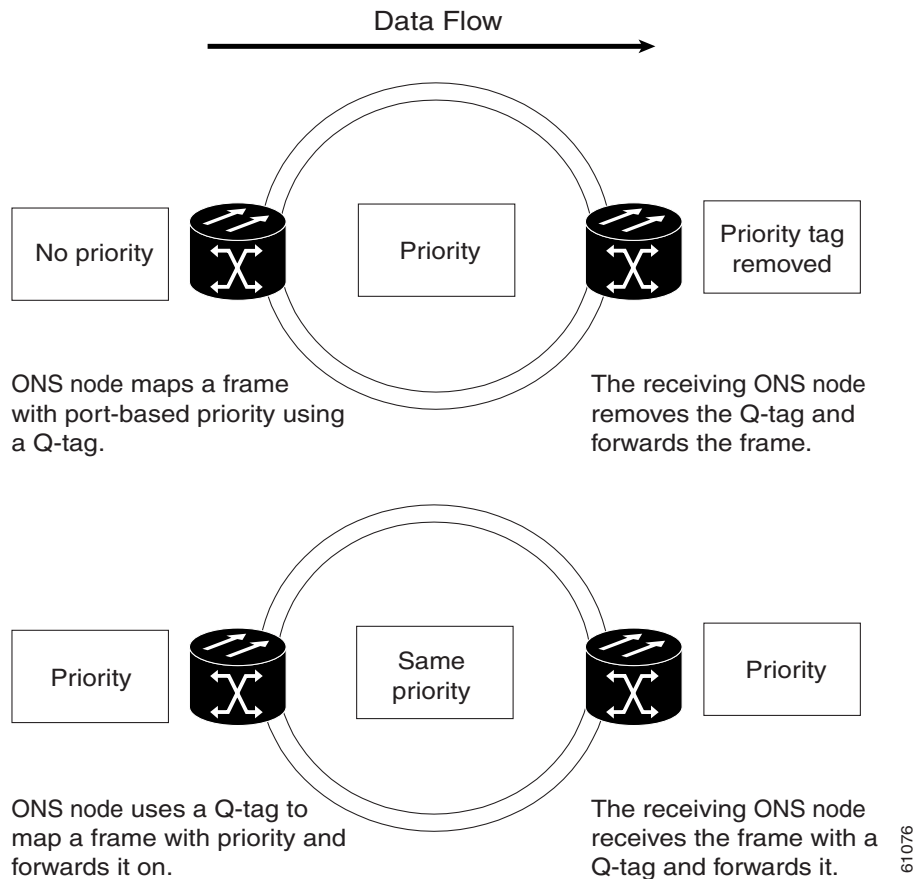 Data Flow
No priority
Priority
Priority tag
removed
ONS node maps a frame
with port-based priority using
a Q-tag.
The receiving ONS node
removes the Q-tag and
forwards the frame.
Priority
Same
priority
Priority
ONS node uses a Q-tag to
map a frame with priority and
forwards it on.
The receiving ONS node
receives the frame with a
Q-tag and forwards it.
61076